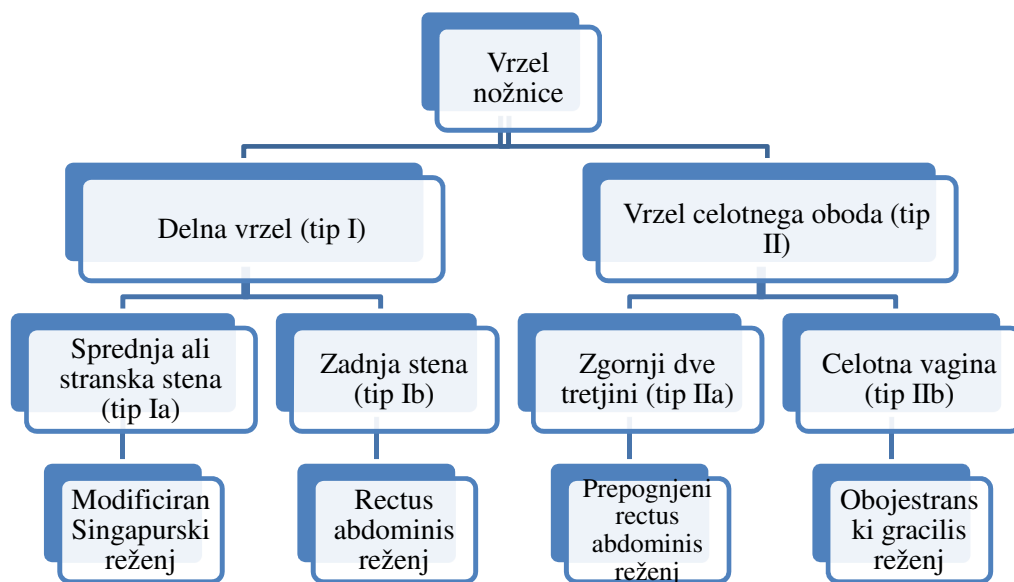 Vrzel
nožnice
Delna vrzel (tip I)
Vrzel celotnega oboda (tip
II)
Sprednja ali
stranska stena
(tip Ia)
Zadnja stena
(tip Ib)
Zgornji dve
tretjini (tip IIa)
Celotna vagina
(tip IIb)
Modificiran
Singapurski
reženj
Rectus
abdominis
reženj
Prepognjeni
rectus
abdominis
reženj
Obojestrans
ki gracilis
reženj